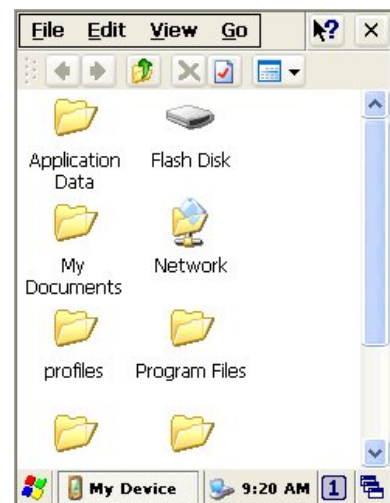 File Edit View Go ?
Application Data Flash Disk
My Documents Network
profiles Program Files
My Device 9:20 AM 1